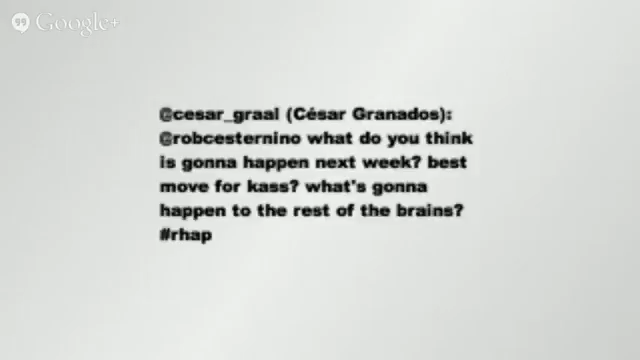 Google+
@cesar_graal (César Granados):
@robcesternino what do you think
is gonna happen next week? best
move for kass? what's gonna
happen to the rest of the brains?
#rhap